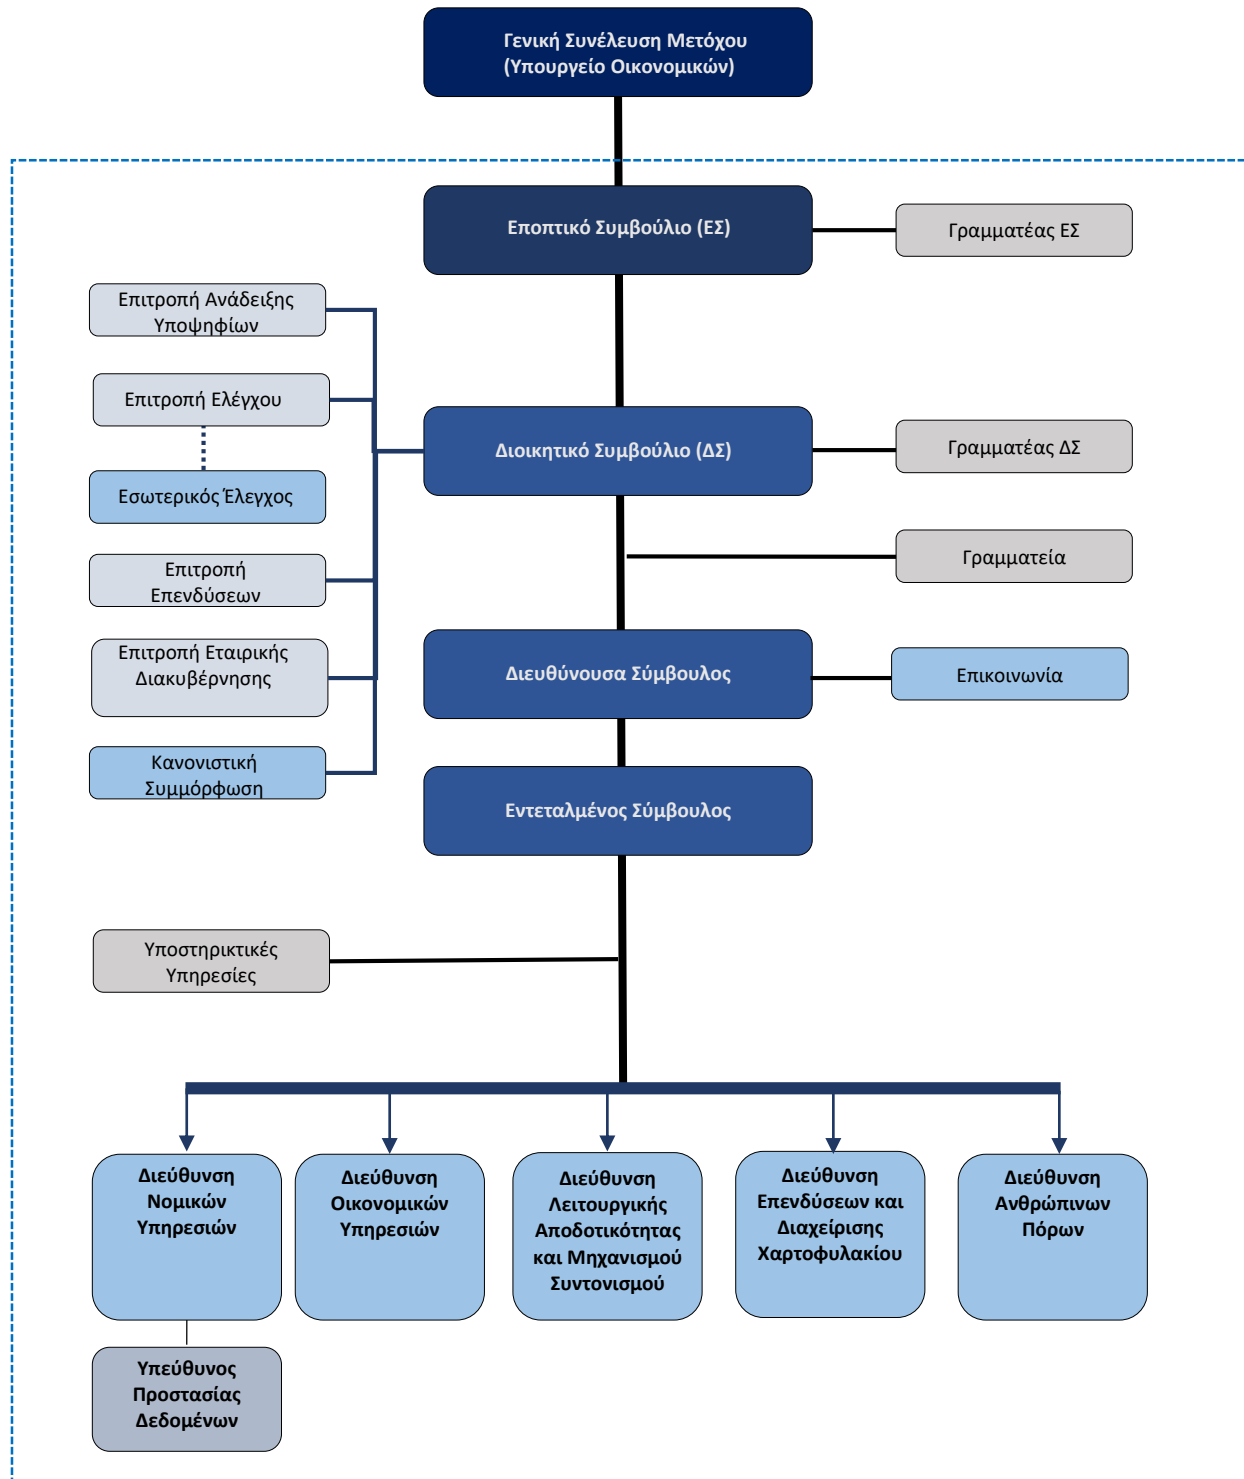 Γενική Συνέλευση Μετόχου
(Υπουργείο Οικονομικών)
Εποπτικό Συμβούλιο (ΕΣ)
Γραμματέας ΕΣ
Επιτροπή Ανάδειξης
Υποψηφίων
Επιτροπή Ελέγχου
Διοικητικό Συμβούλιο (ΔΣ)
Γραμματέας ΔΣ
Εσωτερικός Έλεγχος
Γραμματεία
Επιτροπή
Επενδύσεων
Επιτροπή Εταιρικής
Διακυβέρνησης
Διευθύνουσα Σύμβουλος
Επικοινωνία
Κανονιστική
Συμμόρφωση
Εντεταλμένος Σύμβουλος
Υποστηρικτικές
Υπηρεσίες
Διεύθυνση
Νομικών
Υπηρεσιών
Διεύθυνση
Οικονομικών
Υπηρεσιών
Διεύθυνση
Λειτουργικής
Αποδοτικότητας
και Μηχανισμού
Συντονισμού
Διεύθυνση
Επενδύσεων και
Διαχείρισης
Χαρτοφυλακίου
Διεύθυνση
Ανθρώπινων
Πόρων
Υπεύθυνος
Προστασίας
Δεδομένων